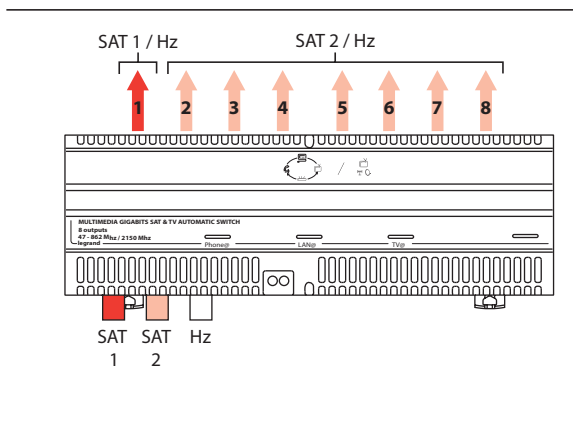 SAT 1 / Hz SAT 2 / Hz
1 2 3 4 5 6 7 8
MULTIMEDIA GIGABITS SAT & TV AUTOMATIC SWITCH
8 outputs
47 - 862 Mhz / 2150 Mhz
legrand Phone@ LAN@ TV@
SAT SAT Hz
1 2